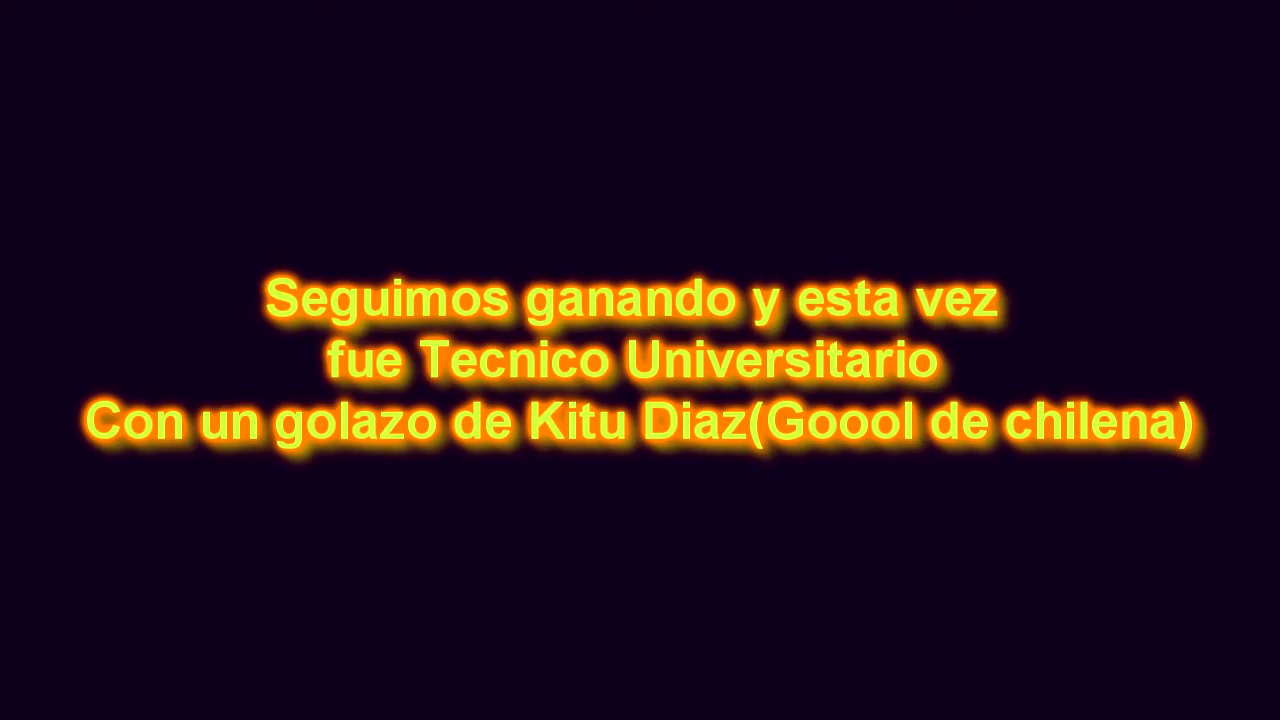 Seguimos ganando y esta vez
fue Tecnico Universitario
Con un golazo de Kitu Diaz(Goool de chilena)